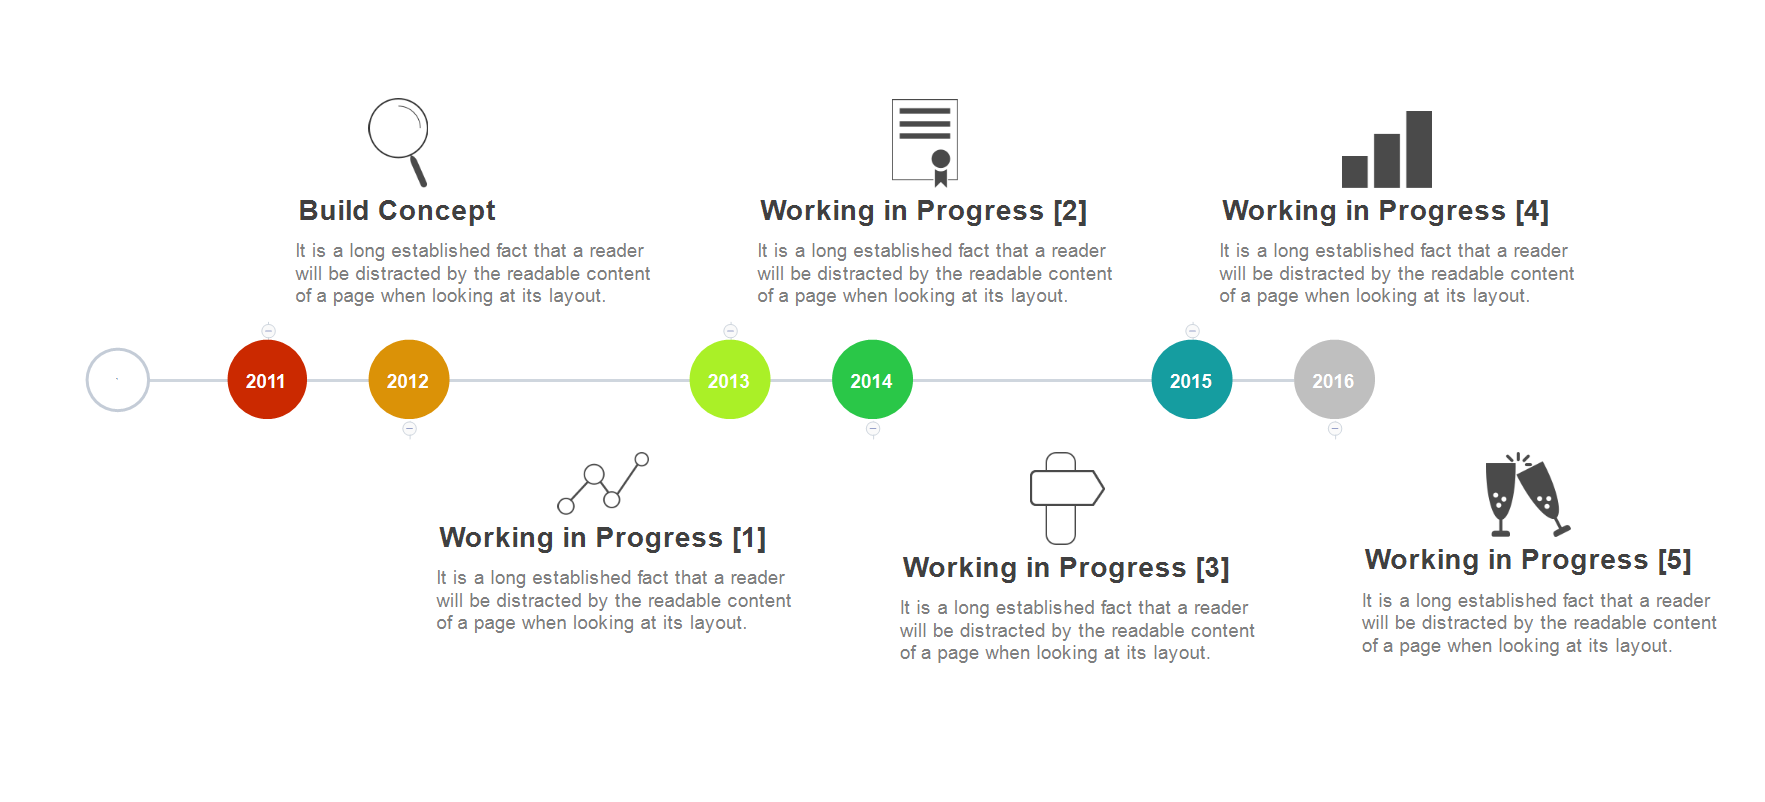 Build Concept
It is a long established fact that a reader
will be distracted by the readable content
of a page when looking at its layout.
Working in Progress [2]
It is a long established fact that a reader
will be distracted by the readable content
of a page when looking at its layout.
Working in Progress [4]
It is a long established fact that a reader
will be distracted by the readable content
of a page when looking at its layout.
2011
2012
2013
2014
2015
2016
Working in Progress [1]
It is a long established fact that a reader
will be distracted by the readable content
of a page when looking at its layout.
Working in Progress [3]
It is a long established fact that a reader
will be distracted by the readable content
of a page when looking at its layout.
Working in Progress [5]
It is a long established fact that a reader
will be distracted by the readable content
of a page when looking at its layout.